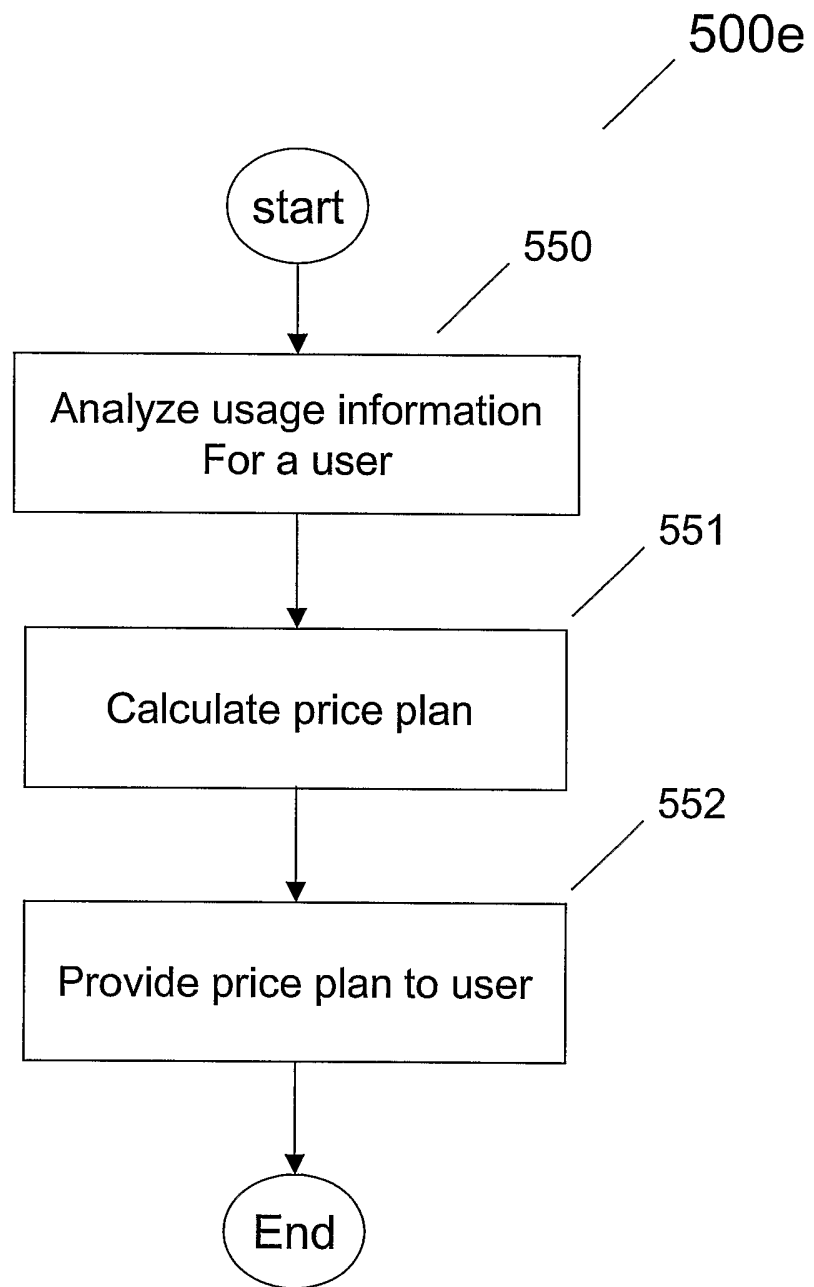 500e
start
550
Analyze usage information
For a user
551
Calculate price plan
552
Provide price plan to user
End